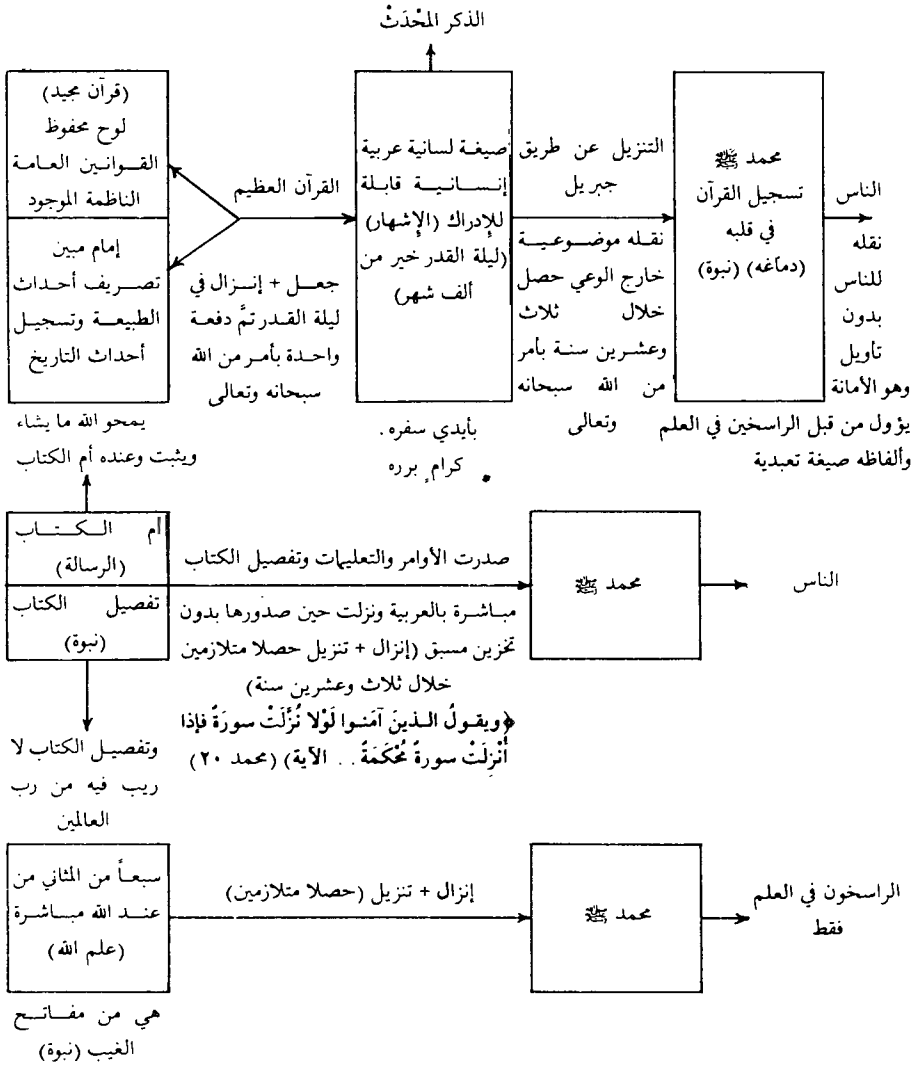 الذكر المُحْدَثْ
محمد ﷺ
تسجيل القرآن
في قلبه
(دماغه) (نبوة)
الناس
نقله
للناس
بدون
تأويل
وهو الأمانة
يؤول من قبل الراسخين في العلم
وألفاظه صيغة تعبدية
التنزيل عن طريق
جبريل
نقله موضوعية
خارج الوعي حصل
خلال ثلاث
وعشرين سنة بأمر
من الله سبحانه
وتعالى
صيغة لسانية عربية
إنسانية قابلة
للإدراك (الإشهار)
(ليلة القدر خير من
ألف شهر)
بأيدي سفره .
كرام برره
القرآن العظيم
جعل + إنزال في
ليلة القدر تمَّ دفعة
واحدة بأمر من الله
سبحانه وتعالى
(قرآن مجيد)
لوح محفوظ
القوانين العامة
الناظمة الموجود
إمام مبين
تصريف أحداث
الطبيعة وتسجيل
أحداث التاريخ
يمحو الله ما يشاء
ويثبت وعنده أم الكتاب
أم الكتاب
(الرسالة)
تفصيل الكتاب
(نبوة)
صدرت الأوامر والتعليمات وتفصيل الكتاب
مباشرة بالعربية ونزلت حين صدورها بدون
تخزين مسبق (إنزال + تنزيل حصلا متلازمين
خلال ثلاث وعشرين سنة)
﴿ويقولُ الذينَ آمَنوا لَوْلا نُزِّلَتْ سورَةٌ فإذا
أُنْزِلَتْ سورةٌ مُحْكَمَةٌ . . الآية) (محمد ٢٠)
محمد ﷺ
الناس
وتفصيل الكتاب لا
ريب فيه من رب
العالمين
سبعاً من المثاني من
عند الله مباشرة
(علم الله)
إنزال + تنزيل (حصلا متلازمين)
محمد ﷺ
الراسخون في العلم
فقط
هي من مفاتح
الغيب (نبوة)